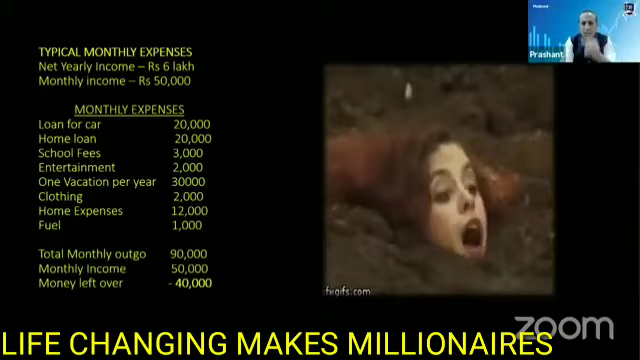 TYPICAL MONTHLY EXPENSES
Net Yearly Income – Rs 6 lakh
Monthly income – Rs 50,000
MONTHLY EXPENSES
Loan for car 20,000
Home loan 20,000
School Fees 3,000
Entertainment 2,000
One Vacation per year 30000
Clothing 2,000
Home Expenses 12,000
Fuel 1,000
Total Monthly outgo 90,000
Monthly Income 50,000
Money left over - 40,000
Prashant
fwgifs.com
zoom
LIFE CHANGING MAKES MILLIONAIRES